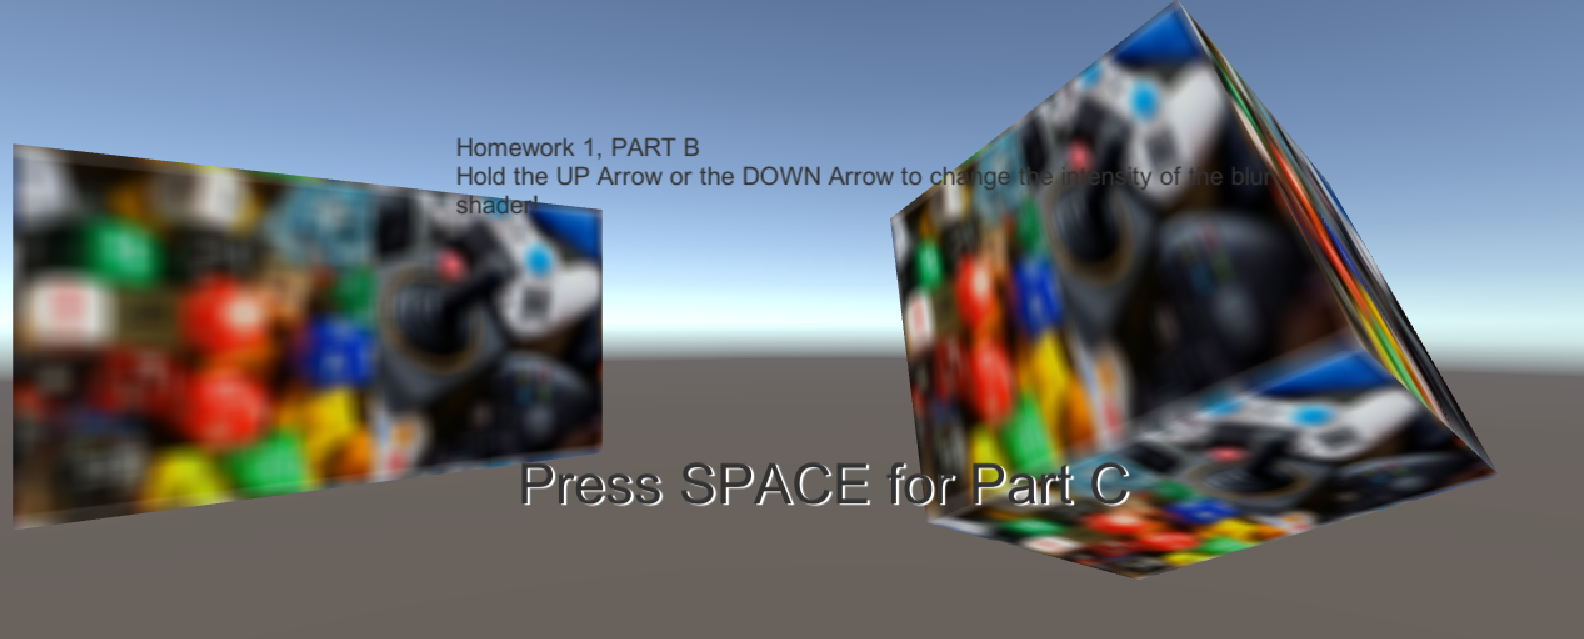 Homework 1, PART B
Hold the UP Arrow or the DOWN Arrow to change the intensity of the blur
shader!
Press SPACE for Part C